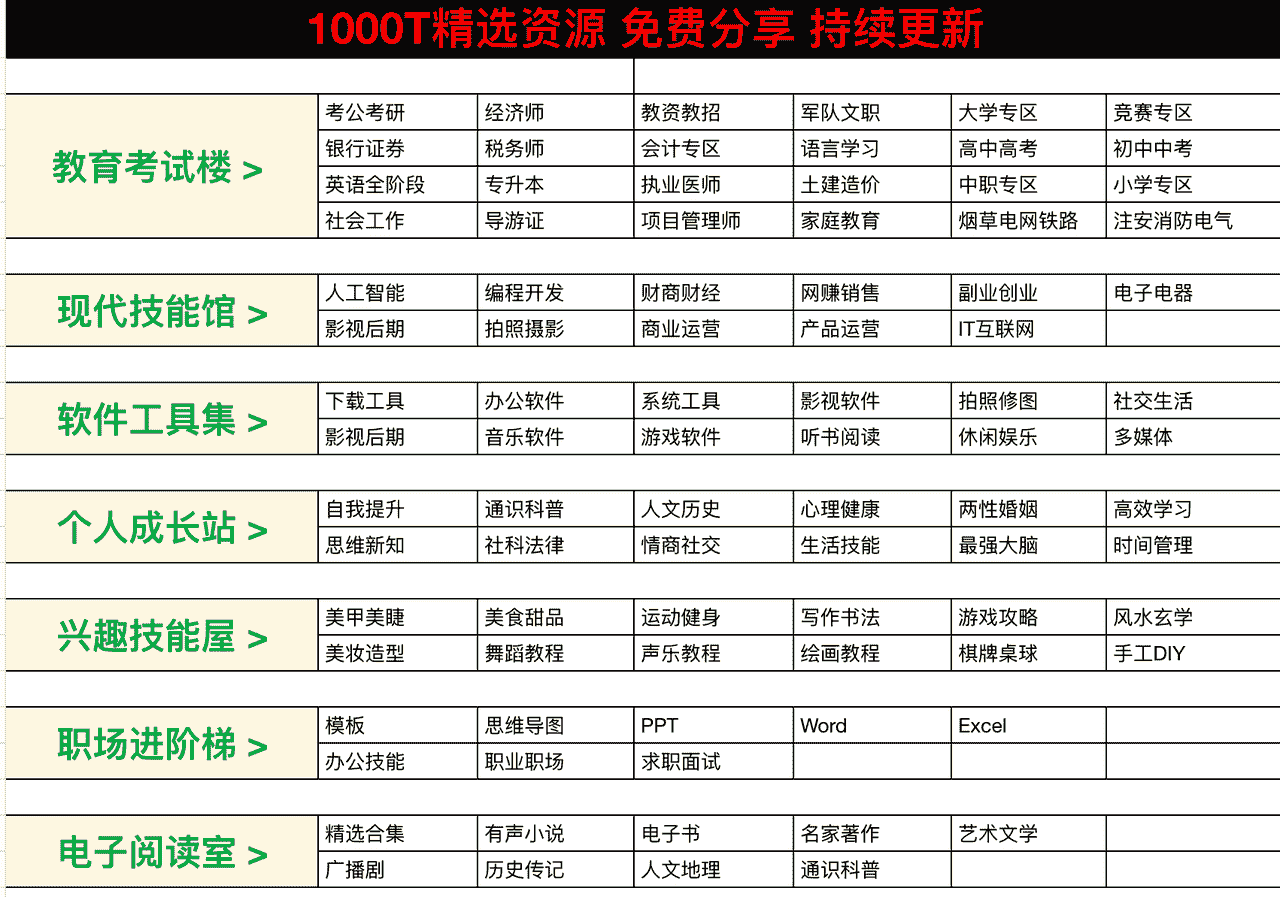 1000T精选资源 免费分享 持续更新
教育考试楼 >
考公考研 经济师 教资教招 军队文职 大学专区 竞赛专区
银行证券 税务师 会计专区 语言学习 高中高考 初中中考
英语全阶段 专升本 执业医师 土建造价 中职专区 小学专区
社会工作 导游证 项目管理师 家庭教育 烟草电网铁路 注安消防电气
现代技能馆 >
人工智能 编程开发 财商财经 网赚销售 副业创业 电子电器
影视后期 拍照摄影 商业运营 产品运营 IT互联网
软件工具集 >
下载工具 办公软件 系统工具 影视软件 拍照修图 社交生活
影视后期 音乐软件 游戏软件 听书阅读 休闲娱乐 多媒体
个人成长站 >
自我提升 通识科普 人文历史 心理健康 两性婚姻 高效学习
思维新知 社科法律 情商社交 生活技能 最强大脑 时间管理
兴趣技能屋 >
美甲美睫 美食甜品 运动健身 写作书法 游戏攻略 风水玄学
美妆造型 舞蹈教程 声乐教程 绘画教程 棋牌桌球 手工DIY
职场进阶梯 >
模板 思维导图 PPT Word Excel
办公技能 职业职场 求职面试
电子阅读室 >
精选合集 有声小说 电子书 名家著作 艺术文学
广播剧 历史传记 人文地理 通识科普